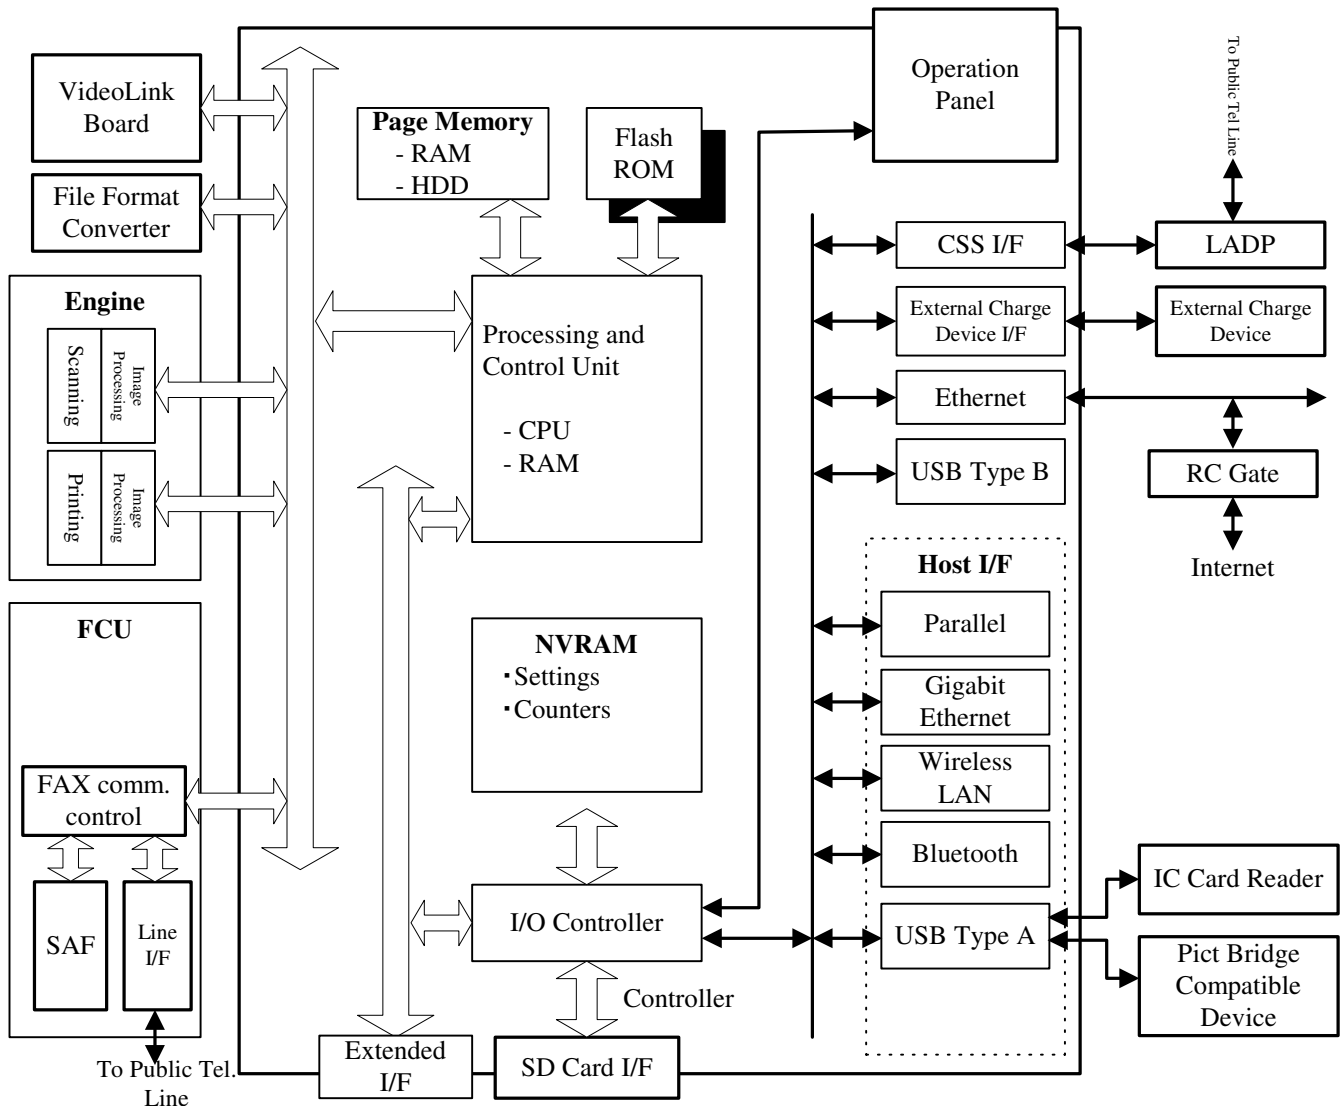 VideoLink
Board
File Format
Converter
Engine
Scanning
Image
Processing
Printing
Image
Processing
FCU
FAX comm.
control
SAF
Line
I/F
To Public Tel.
Line
Page Memory
- RAM
- HDD
Flash
ROM
Processing and
Control Unit
- CPU
- RAM
NVRAM
・Settings
・Counters
I/O Controller
Controller
Extended
I/F
SD Card I/F
Operation
Panel
CSS I/F
External Charge
Device I/F
Ethernet
USB Type B
Host I/F
Parallel
Gigabit
Ethernet
Wireless
LAN
Bluetooth
USB Type A
To Public Tel Line
LADP
External Charge
Device
RC Gate
Internet
IC Card Reader
Pict Bridge
Compatible
Device